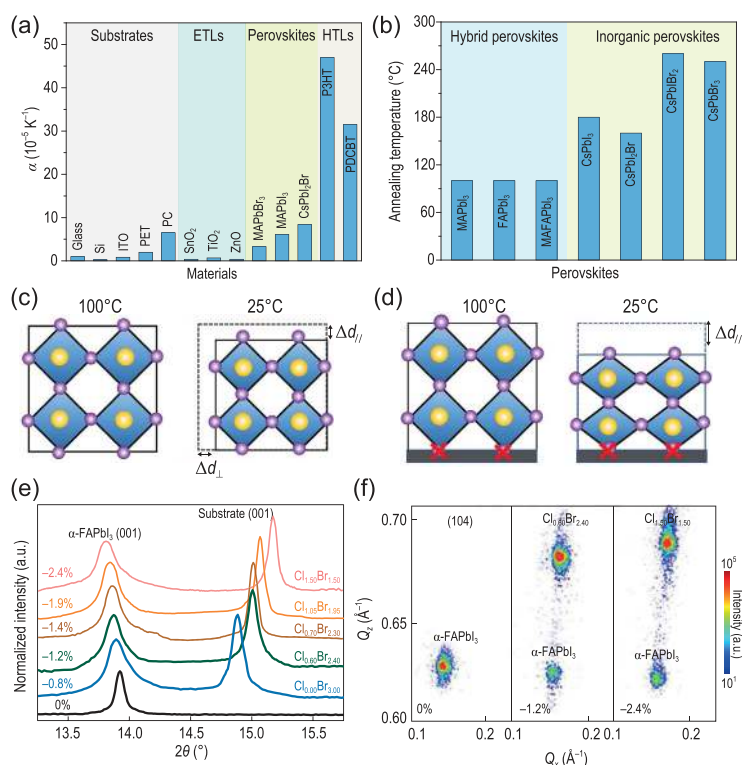 (a)
Substrates
ETLs
Perovskites
HTLs
50
40
30
20
10
5
0
α (10⁻⁵ K⁻¹)
Glass
Si
ITO
PET
PC
SnO₂
TiO₂
ZnO
MAPbBr₃
MAPbI₃
CsPbI₂Br
P3HT
PDCBT
Materials
(b)
Hybrid perovskites
Inorganic perovskites
300
240
180
120
60
0
Annealing temperature (°C)
MAPbI₃
FAPbI₃
MAFAPbI₃
CsPbI₃
CsPbI₂Br
CsPbIBr₂
CsPbBr₃
Perovskites
(c)
100°C
25°C
Δd//
Δd⊥
(d)
100°C
25°C
Δd//
(e)
Normalized intensity (a.u.)
α-FAPbI₃ (001)
Substrate (001)
−2.4%
Cl₁.₅₀Br₁.₅₀
−1.9%
Cl₁.₀₅Br₁.₉₅
−1.4%
Cl₀.₇₀Br₂.₃₀
−1.2%
Cl₀.₆₀Br₂.₄₀
−0.8%
Cl₀.₀₀Br₃.₀₀
0%
13.5 14.0 14.5 15.0 15.5
2θ (°)
(f)
0.70
0.65
0.60
Q_z (Å⁻¹)
(104)
Cl₀.₆₀Br₂.₄₀
Cl₁.₅₀Br₁.₅₀
α-FAPbI₃
α-FAPbI₃
α-FAPbI₃
0%
−1.2%
−2.4%
0.1 0.2 0.1 0.2 0.1 0.2
Q_x (Å⁻¹)
10⁵
Intensity (a.u.)
10¹